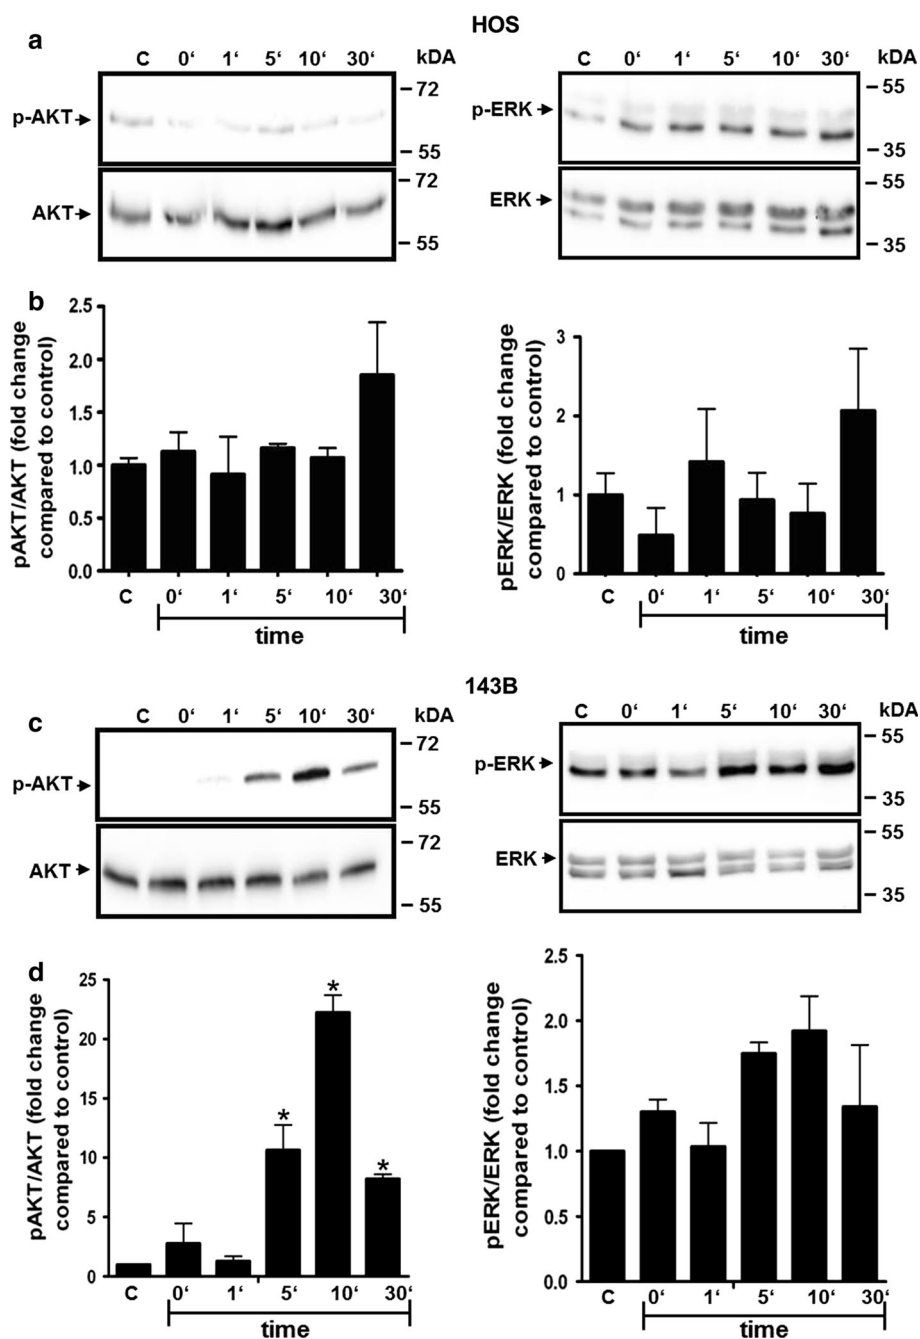 HOS
a
C 0‘ 1‘ 5‘ 10‘ 30‘ kDA
p-AKT
72
55
AKT
72
55
C 0‘ 1‘ 5‘ 10‘ 30‘ kDA
p-ERK
55
35
ERK
55
35
b
pAKT/AKT (fold change
compared to control)
2.5
2.0
1.5
1.0
0.5
0.0
C 0‘ 1‘ 5‘ 10‘ 30‘
time
pERK/ERK (fold change
compared to control)
3
2
1
0
C 0‘ 1‘ 5‘ 10‘ 30‘
time
143B
c
C 0‘ 1‘ 5‘ 10‘ 30‘ kDA
p-AKT
72
55
AKT
72
55
C 0‘ 1‘ 5‘ 10‘ 30‘ kDA
p-ERK
55
35
ERK
55
35
d
pAKT/AKT (fold change
compared to control)
25
20
15
10
5
0
* * *
C 0‘ 1‘ 5‘ 10‘ 30‘
time
pERK/ERK (fold change
compared to control)
2.5
2.0
1.5
1.0
0.5
0.0
C 0‘ 1‘ 5‘ 10‘ 30‘
time